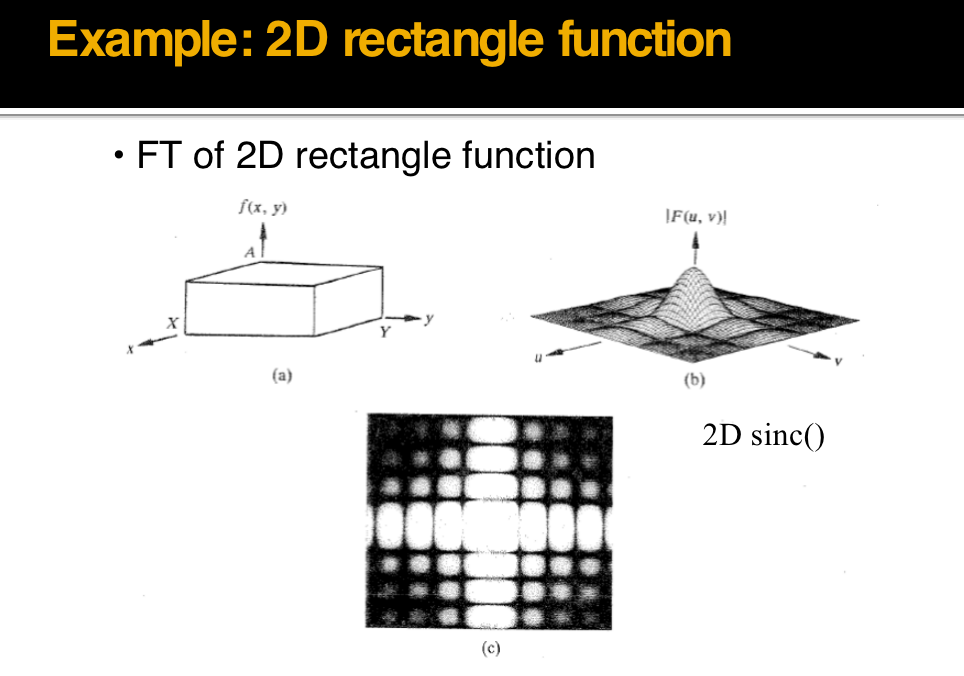 Example: 2D rectangle function
• FT of 2D rectangle function
f(x, y)
A
X
x
Y
y
(a)
|F(u, v)|
u
v
(b)
2D sinc()
(c)